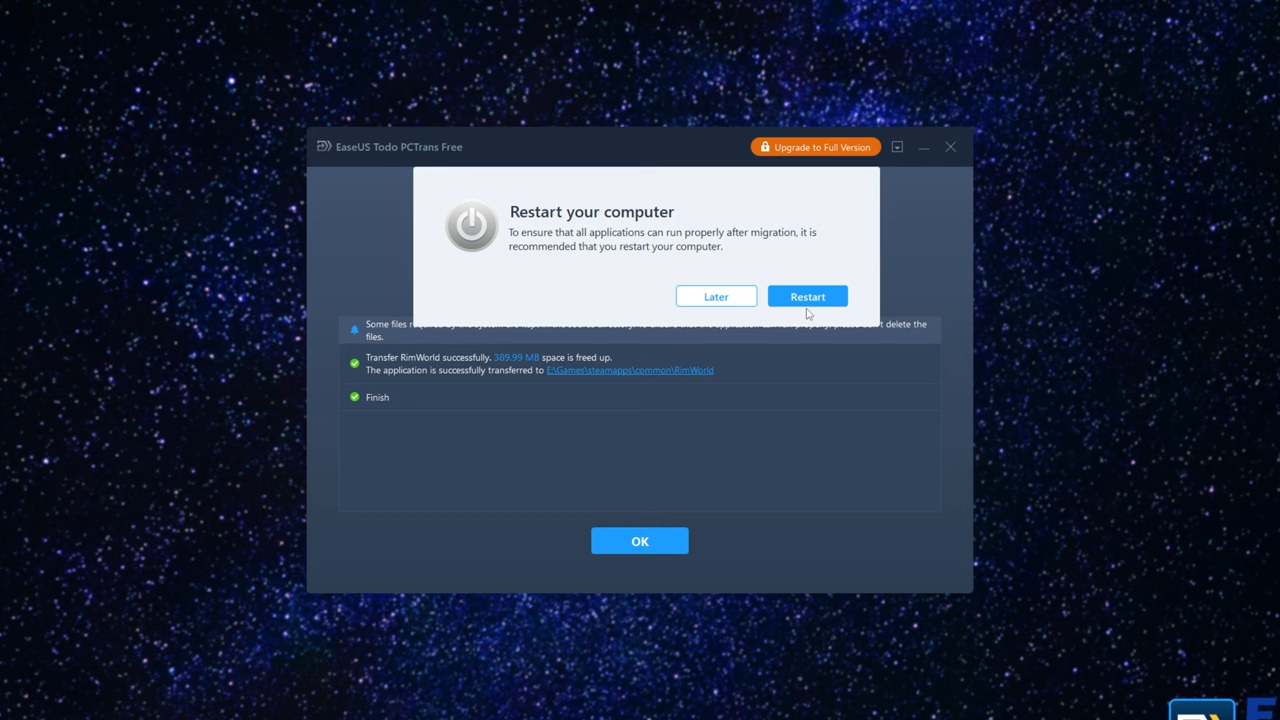 EaseUS Todo PCTrans Free
Upgrade to Full Version
Restart your computer
To ensure that all applications can run properly after migration, it is
recommended that you restart your computer.
Later
Restart
Some files delete the
files.
Transfer RimWorld successfully, 389.99 MB space is freed up.
The application is successfully transferred to E:\Games\steamapps\common\RimWorld
Finish
OK